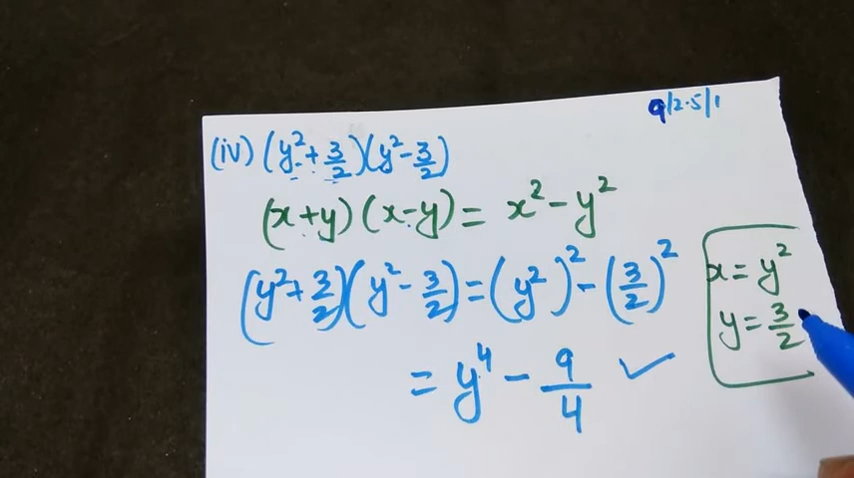 9/2.5/1
(iv) (y² + 3/2)(y² - 3/2)
(x + y) (x - y) = x² - y²
(y² + 3/2)(y² - 3/2) = (y²)² - (3/2)²
x = y²
y = 3/2
= y⁴ - 9/4 ✓